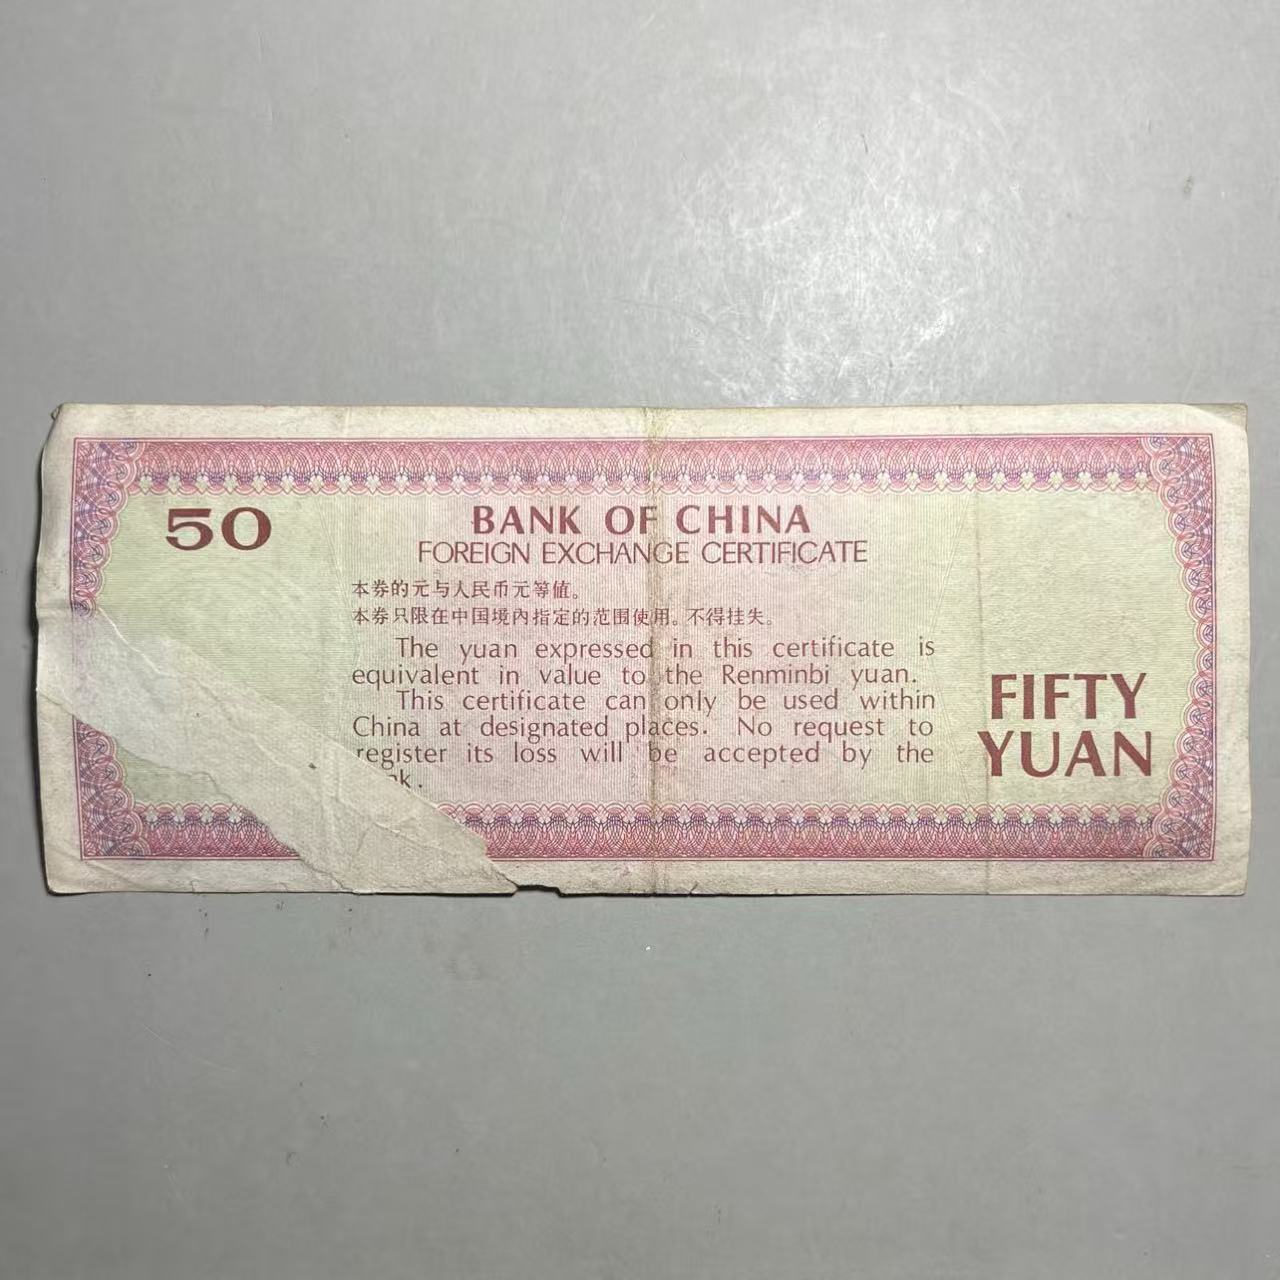 50
BANK OF CHINA
FOREIGN EXCHANGE CERTIFICATE
本券的元与人民币元等値。
本券只限在中国境内指定的范围使用。不得挂失。
The yuan expressed in this certificate is
equivalent in value to the Renminbi yuan.
This certificate can only be used within
China at designated places. No request to
register its loss will be accepted by the
FIFTY
YUAN